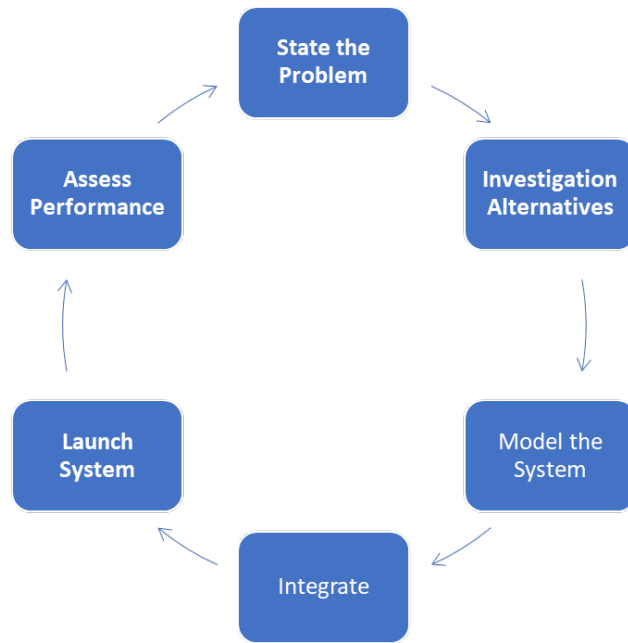 State the
Problem
Investigation
Alternatives
Model the
System
Integrate
Launch
System
Assess
Performance